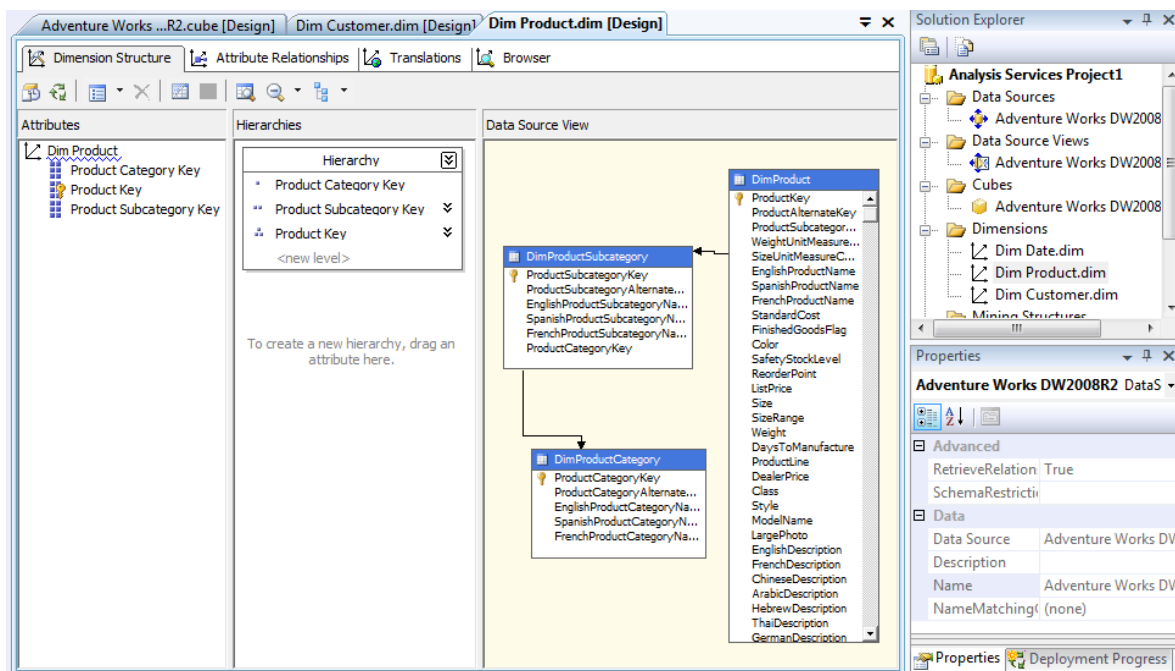 Adventure Works ...R2.cube [Design]
Dim Customer.dim [Design]
Dim Product.dim [Design]
Dimension Structure
Attribute Relationships
Translations
Browser
Attributes
Dim Product
Product Category Key
Product Key
Product Subcategory Key
Hierarchies
Hierarchy
Product Category Key
Product Subcategory Key
Product Key
<new level>
To create a new hierarchy, drag an
attribute here.
Data Source View
DimProductSubcategory
ProductSubcategoryKey
ProductSubcategoryAlternate...
EnglishProductSubcategoryNa...
SpanishProductSubcategoryN...
FrenchProductSubcategoryNa...
ProductCategoryKey
DimProductCategory
ProductCategoryKey
ProductCategoryAlternate...
EnglishProductCategoryNa...
SpanishProductCategoryN...
FrenchProductCategoryNa...
DimProduct
ProductKey
ProductAlternateKey
ProductSubcategor...
WeightUnitMeasure...
SizeUnitMeasureC...
EnglishProductName
SpanishProductName
FrenchProductName
StandardCost
FinishedGoodsFlag
Color
SafetyStockLevel
ReorderPoint
ListPrice
Size
SizeRange
Weight
DaysToManufacture
ProductLine
DealerPrice
Class
Style
ModelName
LargePhoto
EnglishDescription
FrenchDescription
ChineseDescription
ArabicDescription
HebrewDescription
ThaiDescription
GermanDescription
Solution Explorer
Analysis Services Project1
Data Sources
Adventure Works DW2008
Data Source Views
Adventure Works DW2008
Cubes
Adventure Works DW2008
Dimensions
Dim Date.dim
Dim Product.dim
Dim Customer.dim
Mining Structures
Properties
Adventure Works DW2008R2 DataS
Advanced
RetrieveRelation True
SchemaRestricti
Data
Data Source Adventure Works DW
Description
Name Adventure Works DW
NameMatching( (none)
Properties
Deployment Progress